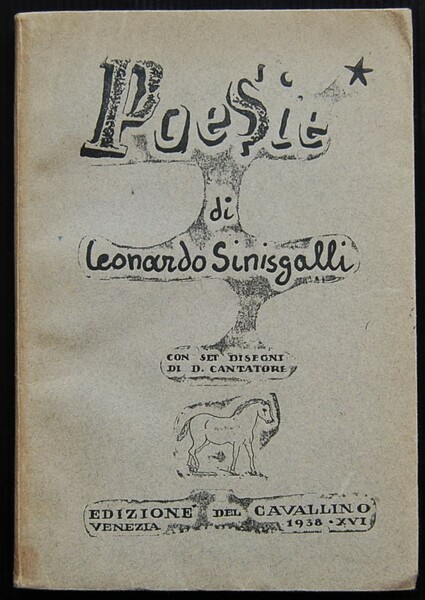 Poesie
di
Leonardo Sinisgalli
CON SEI DISEGNI
DI D. CANTATORE
EDIZIONE DEL CAVALLINO
VENEZIA 1938 · XVI